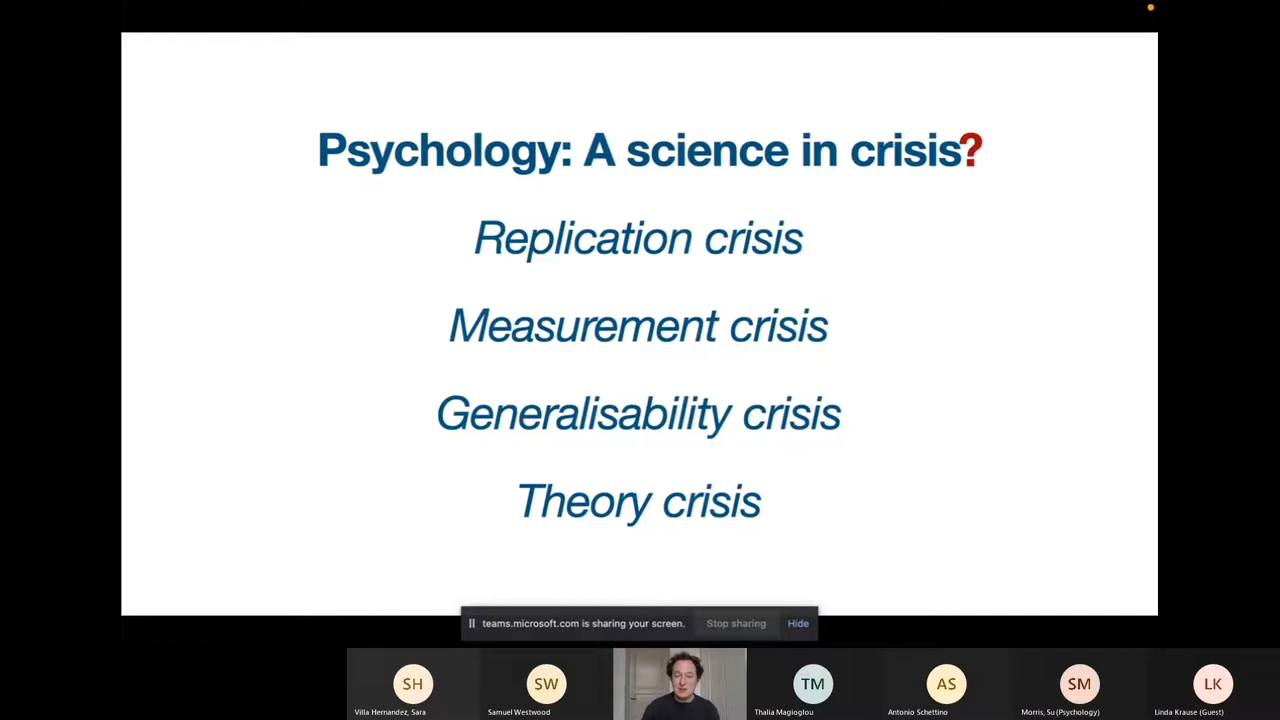 Psychology: A science in crisis?
Replication crisis
Measurement crisis
Generalisability crisis
Theory crisis
teams.microsoft.com is sharing your screen. Stop sharing Hide
SH SW TM AS SM LK
Villa Hernandez, Sara Samuel Westwood Thalia Magioglou Antonio Schettino Morris, Su (Psychology) Linda Krause (Guest)